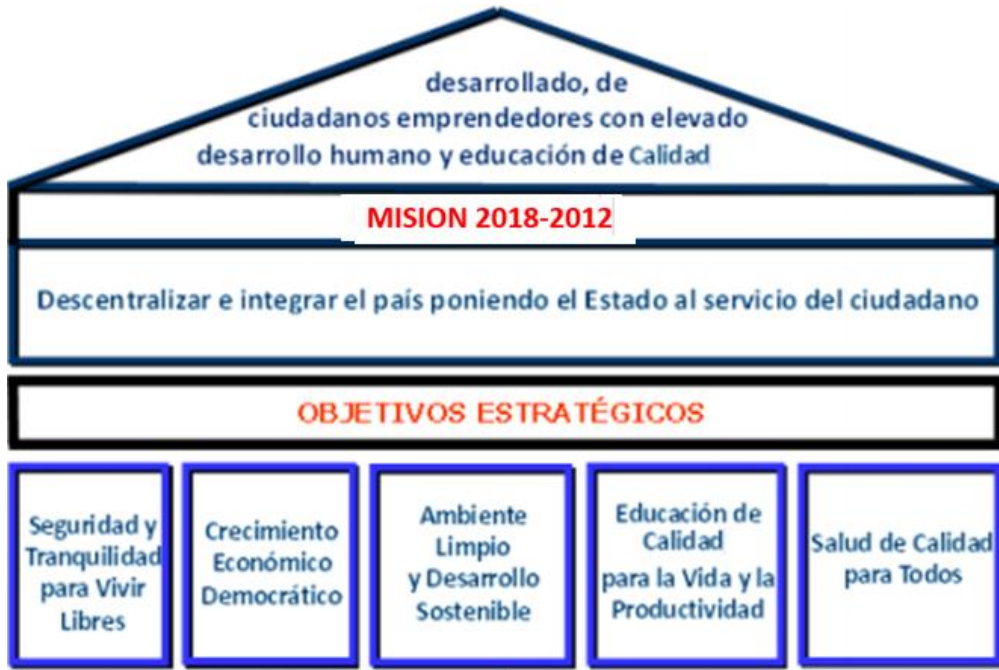 desarrollado, de
ciudadanos emprendedores con elevado
desarrollo humano y educación de Calidad
MISION 2018-2012
Descentralizar e integrar el país poniendo el Estado al servicio del ciudadano
OBJETIVOS ESTRATÉGICOS
Seguridad y
Tranquilidad
para Vivir
Libres
Crecimiento
Económico
Democrático
Ambiente
Limpio
y Desarrollo
Sostenible
Educación de
Calidad
para la Vida y la
Productividad
Salud de Calidad
para Todos